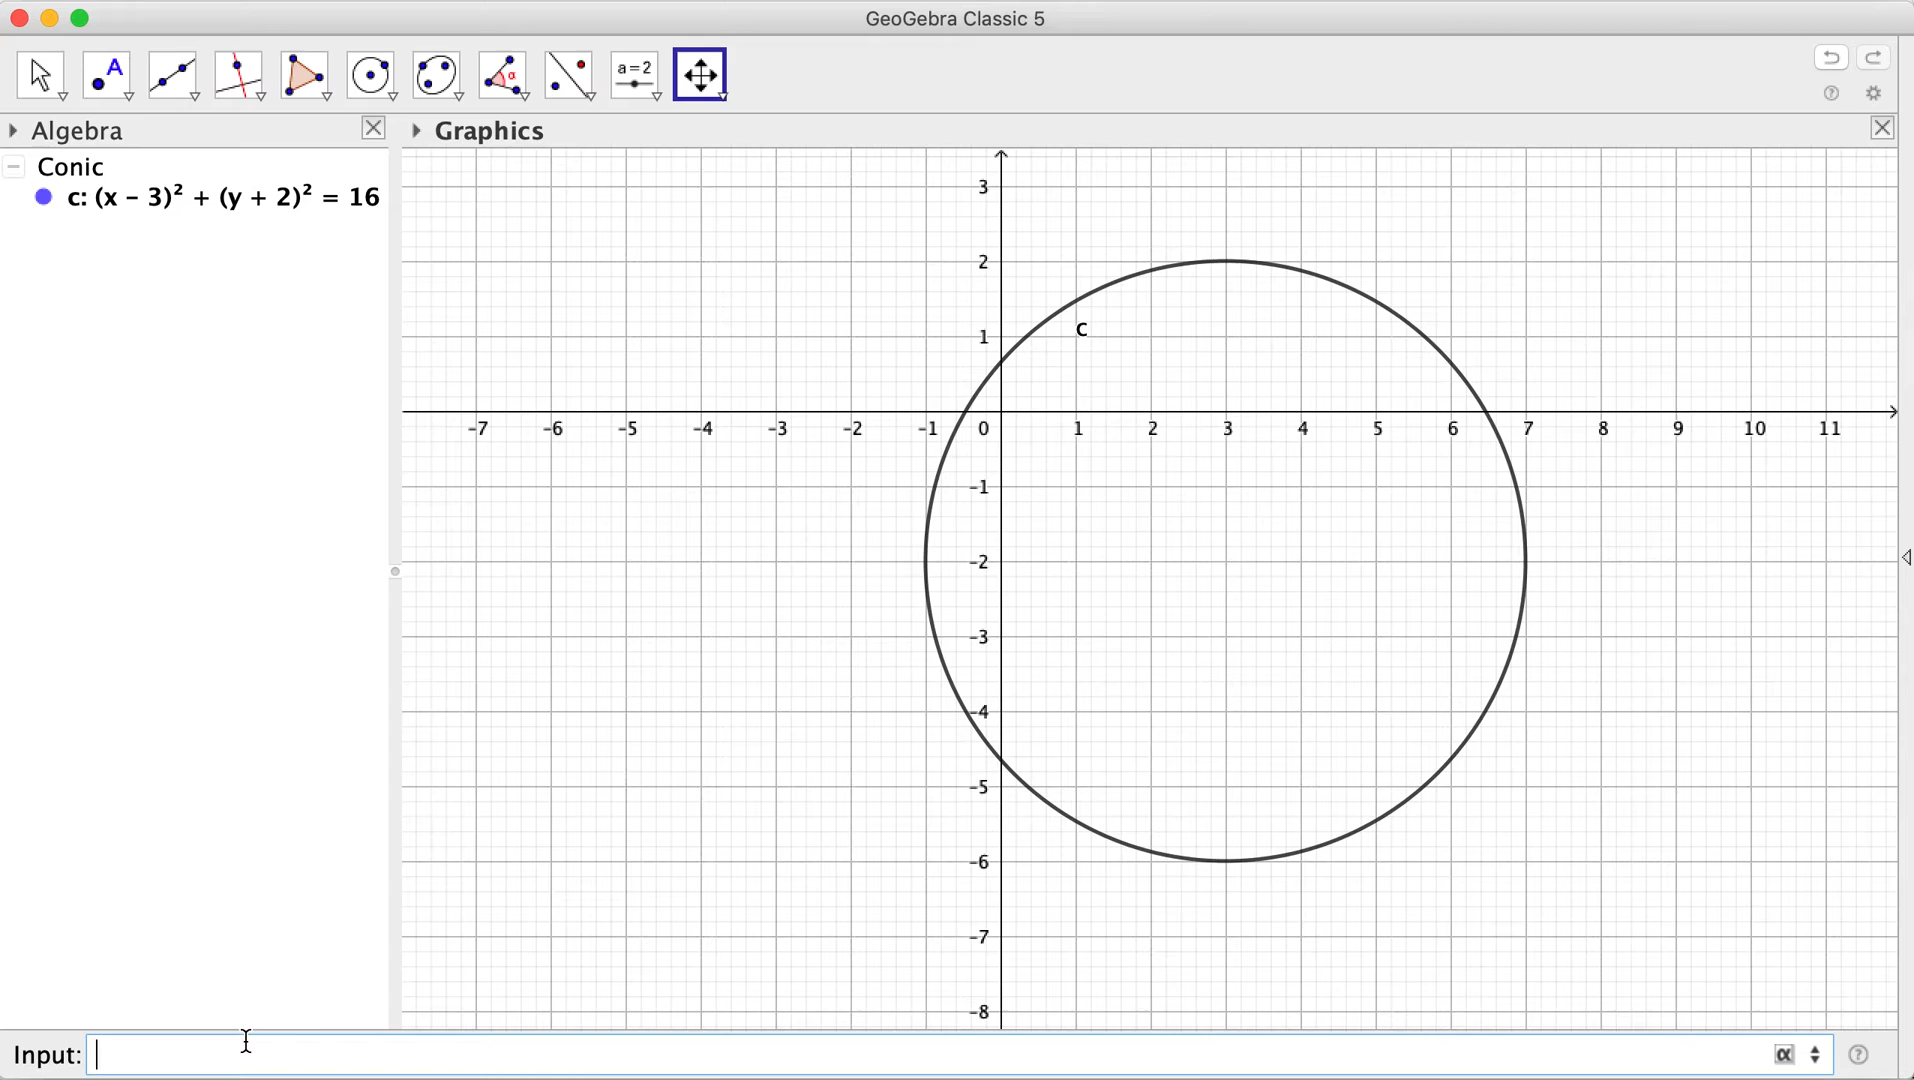 GeoGebra Classic 5
A
α
a=2
Algebra
Graphics
Conic
c: (x – 3)² + (y + 2)² = 16
3
2
1
c
-7 -6 -5 -4 -3 -2 -1 0 1 2 3 4 5 6 7 8 9 10 11
-1
-2
-3
-4
-5
-6
-7
-8
Input:
α